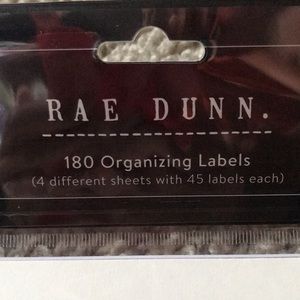 RAE DUNN.
180 Organizing Labels
(4 different sheets with 45 labels each)